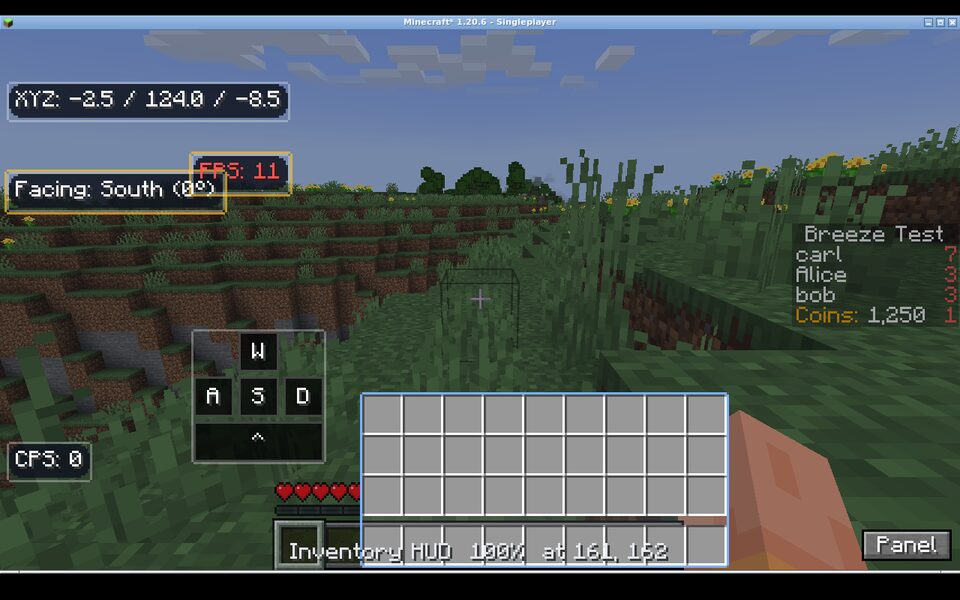 Minecraft* 1.20.6 - Singleplayer
XYZ: -2.5 / 124.0 / -8.5
FPS: 11
Facing: South (0°)
Breeze Test
carl 7
Alice 3
bob 3
Coins: 1,250 1
W
A S D
^
CPS: 0
Inventory HUD 100% at 161, 162
Panel